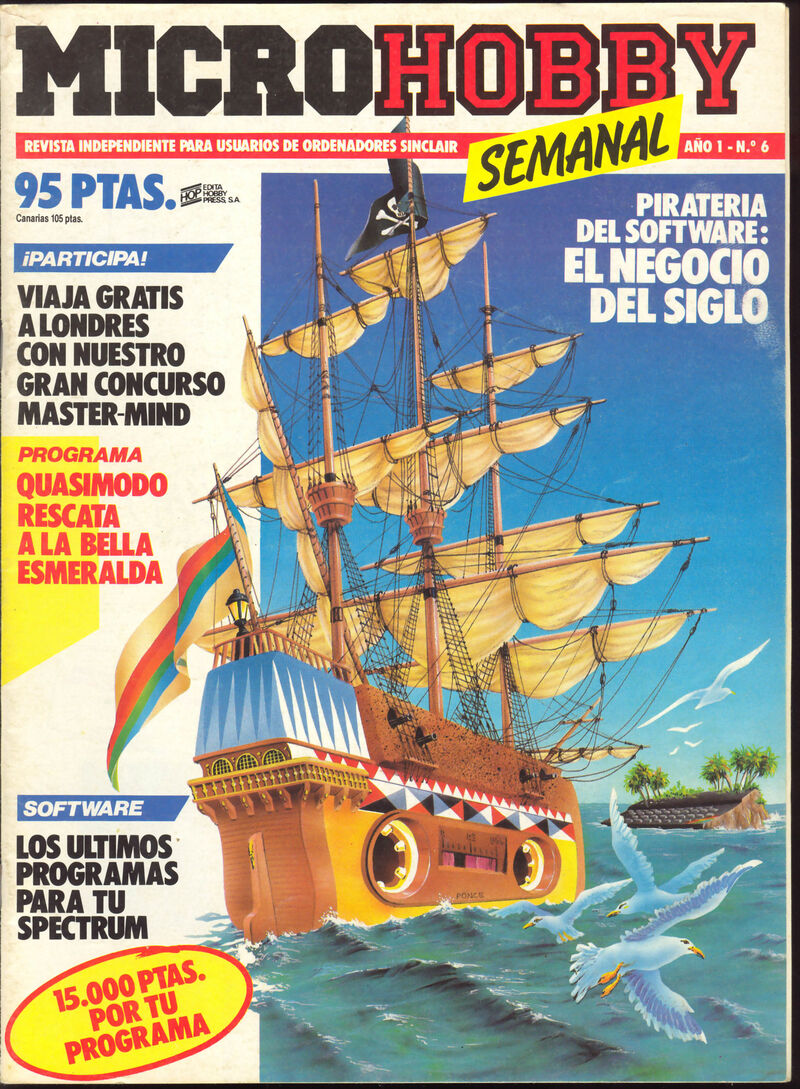 MICROHOBBY
SEMANAL
REVISTA INDEPENDIENTE PARA USUARIOS DE ORDENADORES SINCLAIR
AÑO 1 - N.º 6
95 PTAS.
Canarias 105 ptas.
HOP
EDITA
HOBBY
PRESS, S.A.
PIRATERIA
DEL SOFTWARE:
EL NEGOCIO
DEL SIGLO
¡PARTICIPA!
VIAJA GRATIS
A LONDRES
CON NUESTRO
GRAN CONCURSO
MASTER-MIND
PROGRAMA
QUASIMODO
RESCATA
A LA BELLA
ESMERALDA
SOFTWARE
LOS ULTIMOS
PROGRAMAS
PARA TU
SPECTRUM
15.000 PTAS.
POR TU
PROGRAMA
PONCE